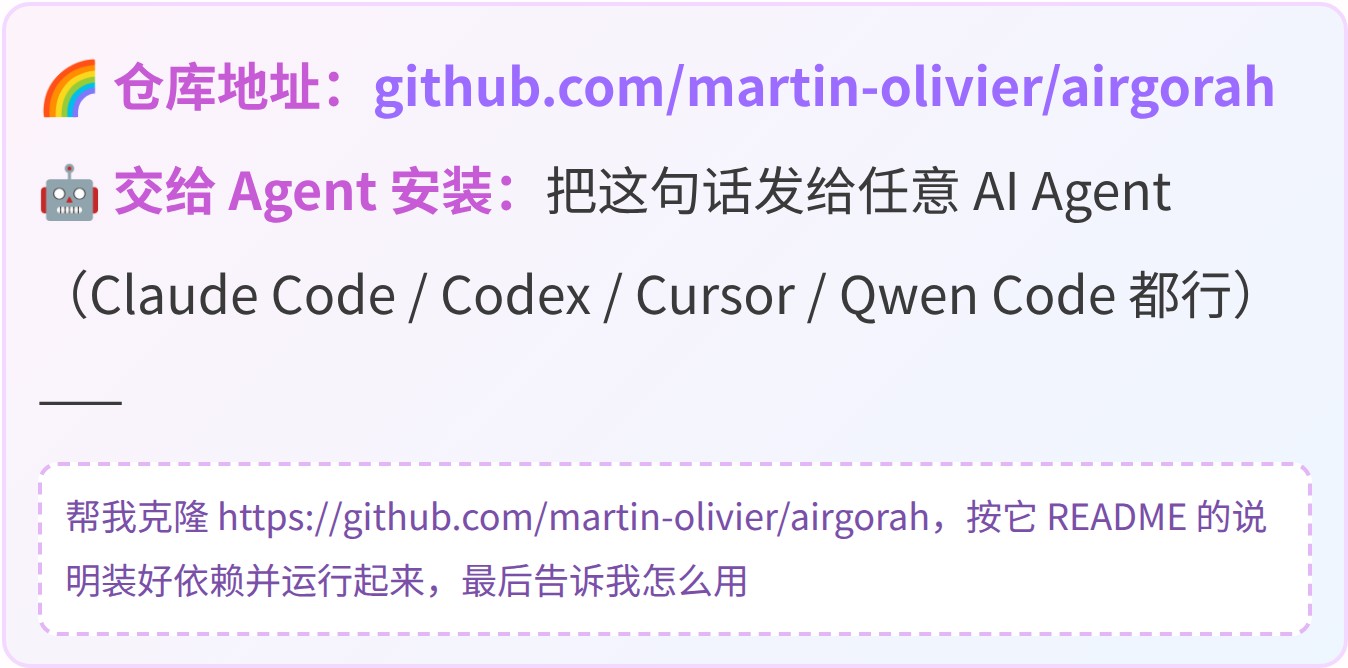 🌈 仓库地址：github.com/martin-olivier/airgorah
🤖 交给 Agent 安装：把这句话发给任意 AI Agent
（Claude Code / Codex / Cursor / Qwen Code 都行）
——
帮我克隆 https://github.com/martin-olivier/airgorah，按它 README 的说
明装好依赖并运行起来，最后告诉我怎么用